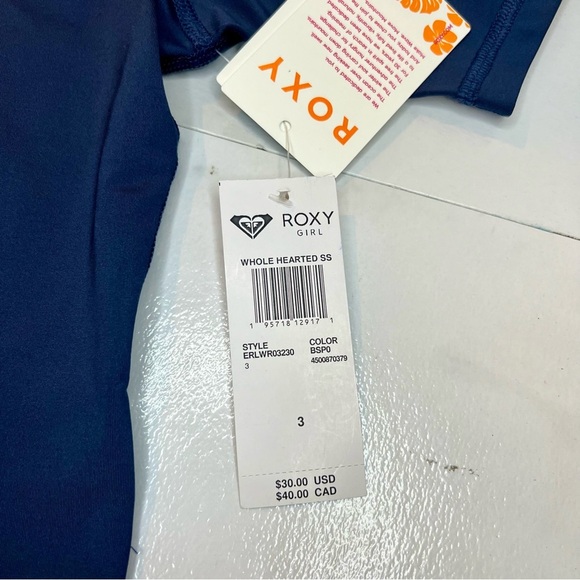 ROXY
ROXY
GIRL
WHOLE HEARTED SS
1 95718 12917 1
STYLE COLOR
ERLWR03230 BSP0
3 4500870379
3
$30.00 USD
$40.00 CAD